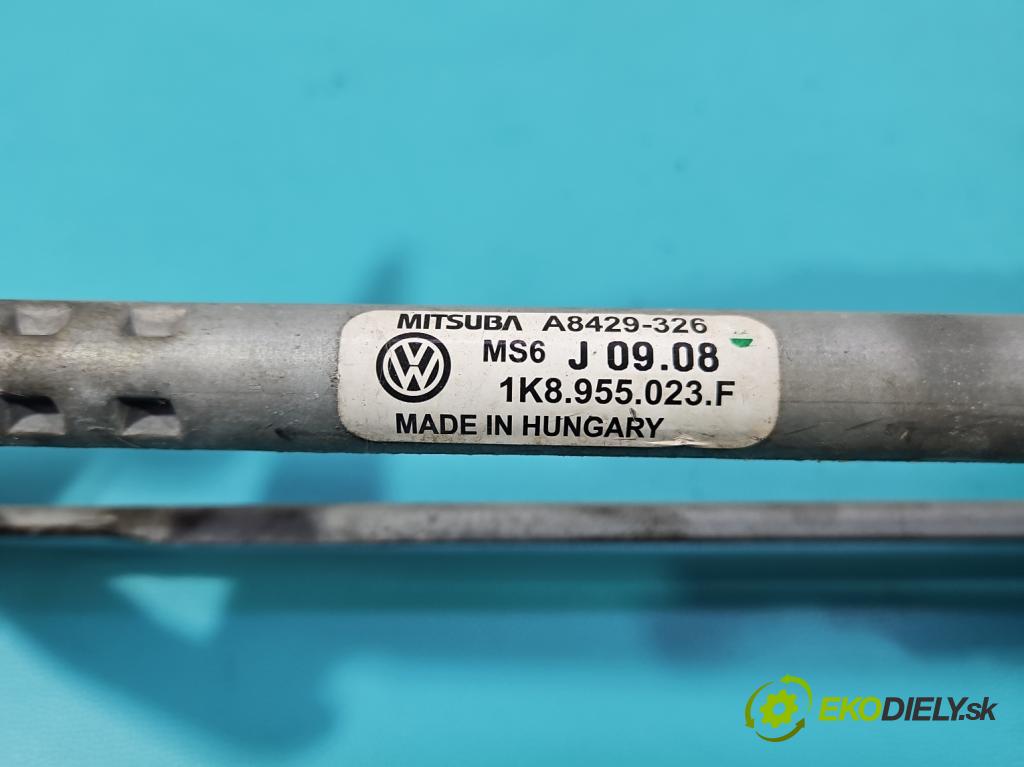 MITSUBA A8429-326
MS6 J 09.08
1K8.955.023.F
MADE IN HUNGARY
EKODIELY.sk